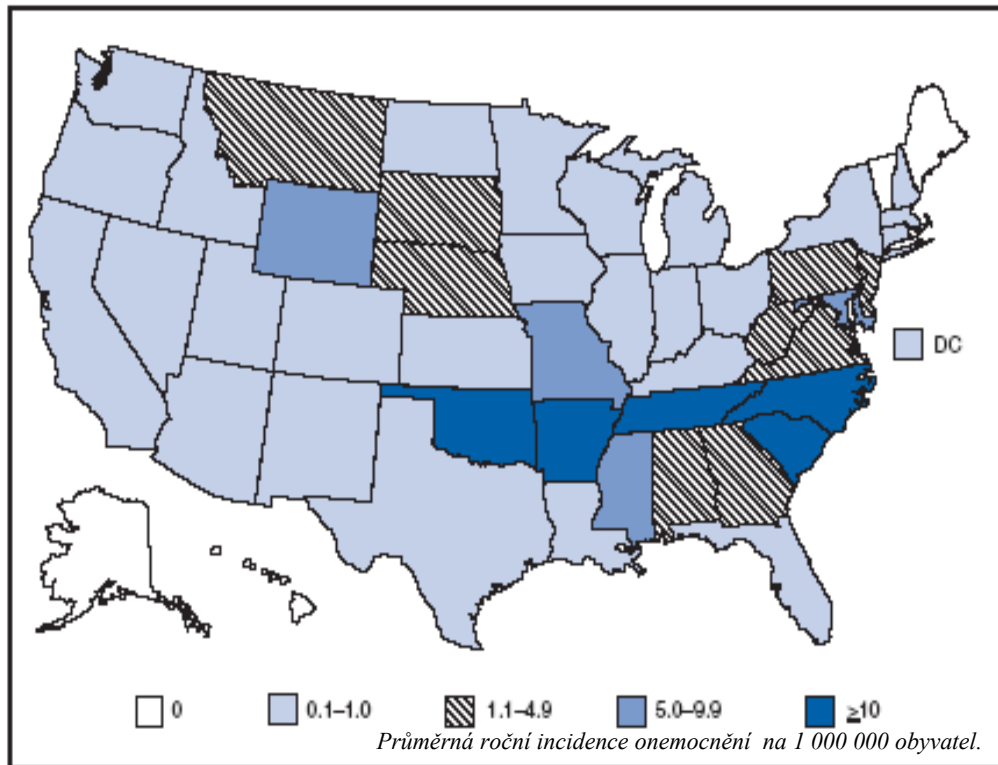 DC
0 0.1–1.0 1.1–4.9 5.0–9.9 ≥10
Průměrná roční incidence onemocnění na 1 000 000 obyvatel.